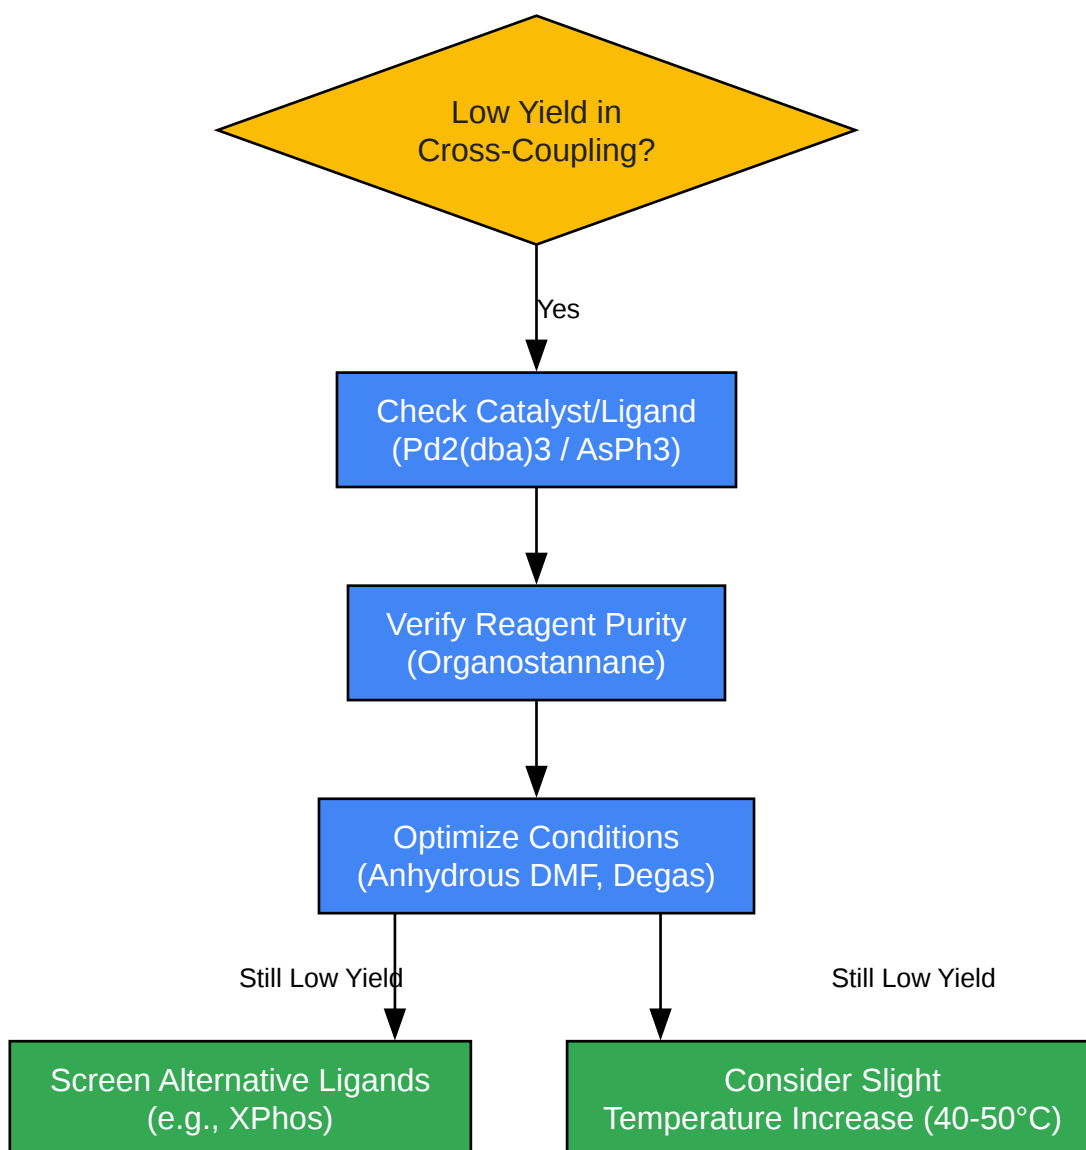 Low Yield in
Cross-Coupling?
Yes
Check Catalyst/Ligand
(Pd2(dba)3 / AsPh3)
Verify Reagent Purity
(Organostannane)
Optimize Conditions
(Anhydrous DMF, Degas)
Still Low Yield
Still Low Yield
Screen Alternative Ligands
(e.g., XPhos)
Consider Slight
Temperature Increase (40-50°C)